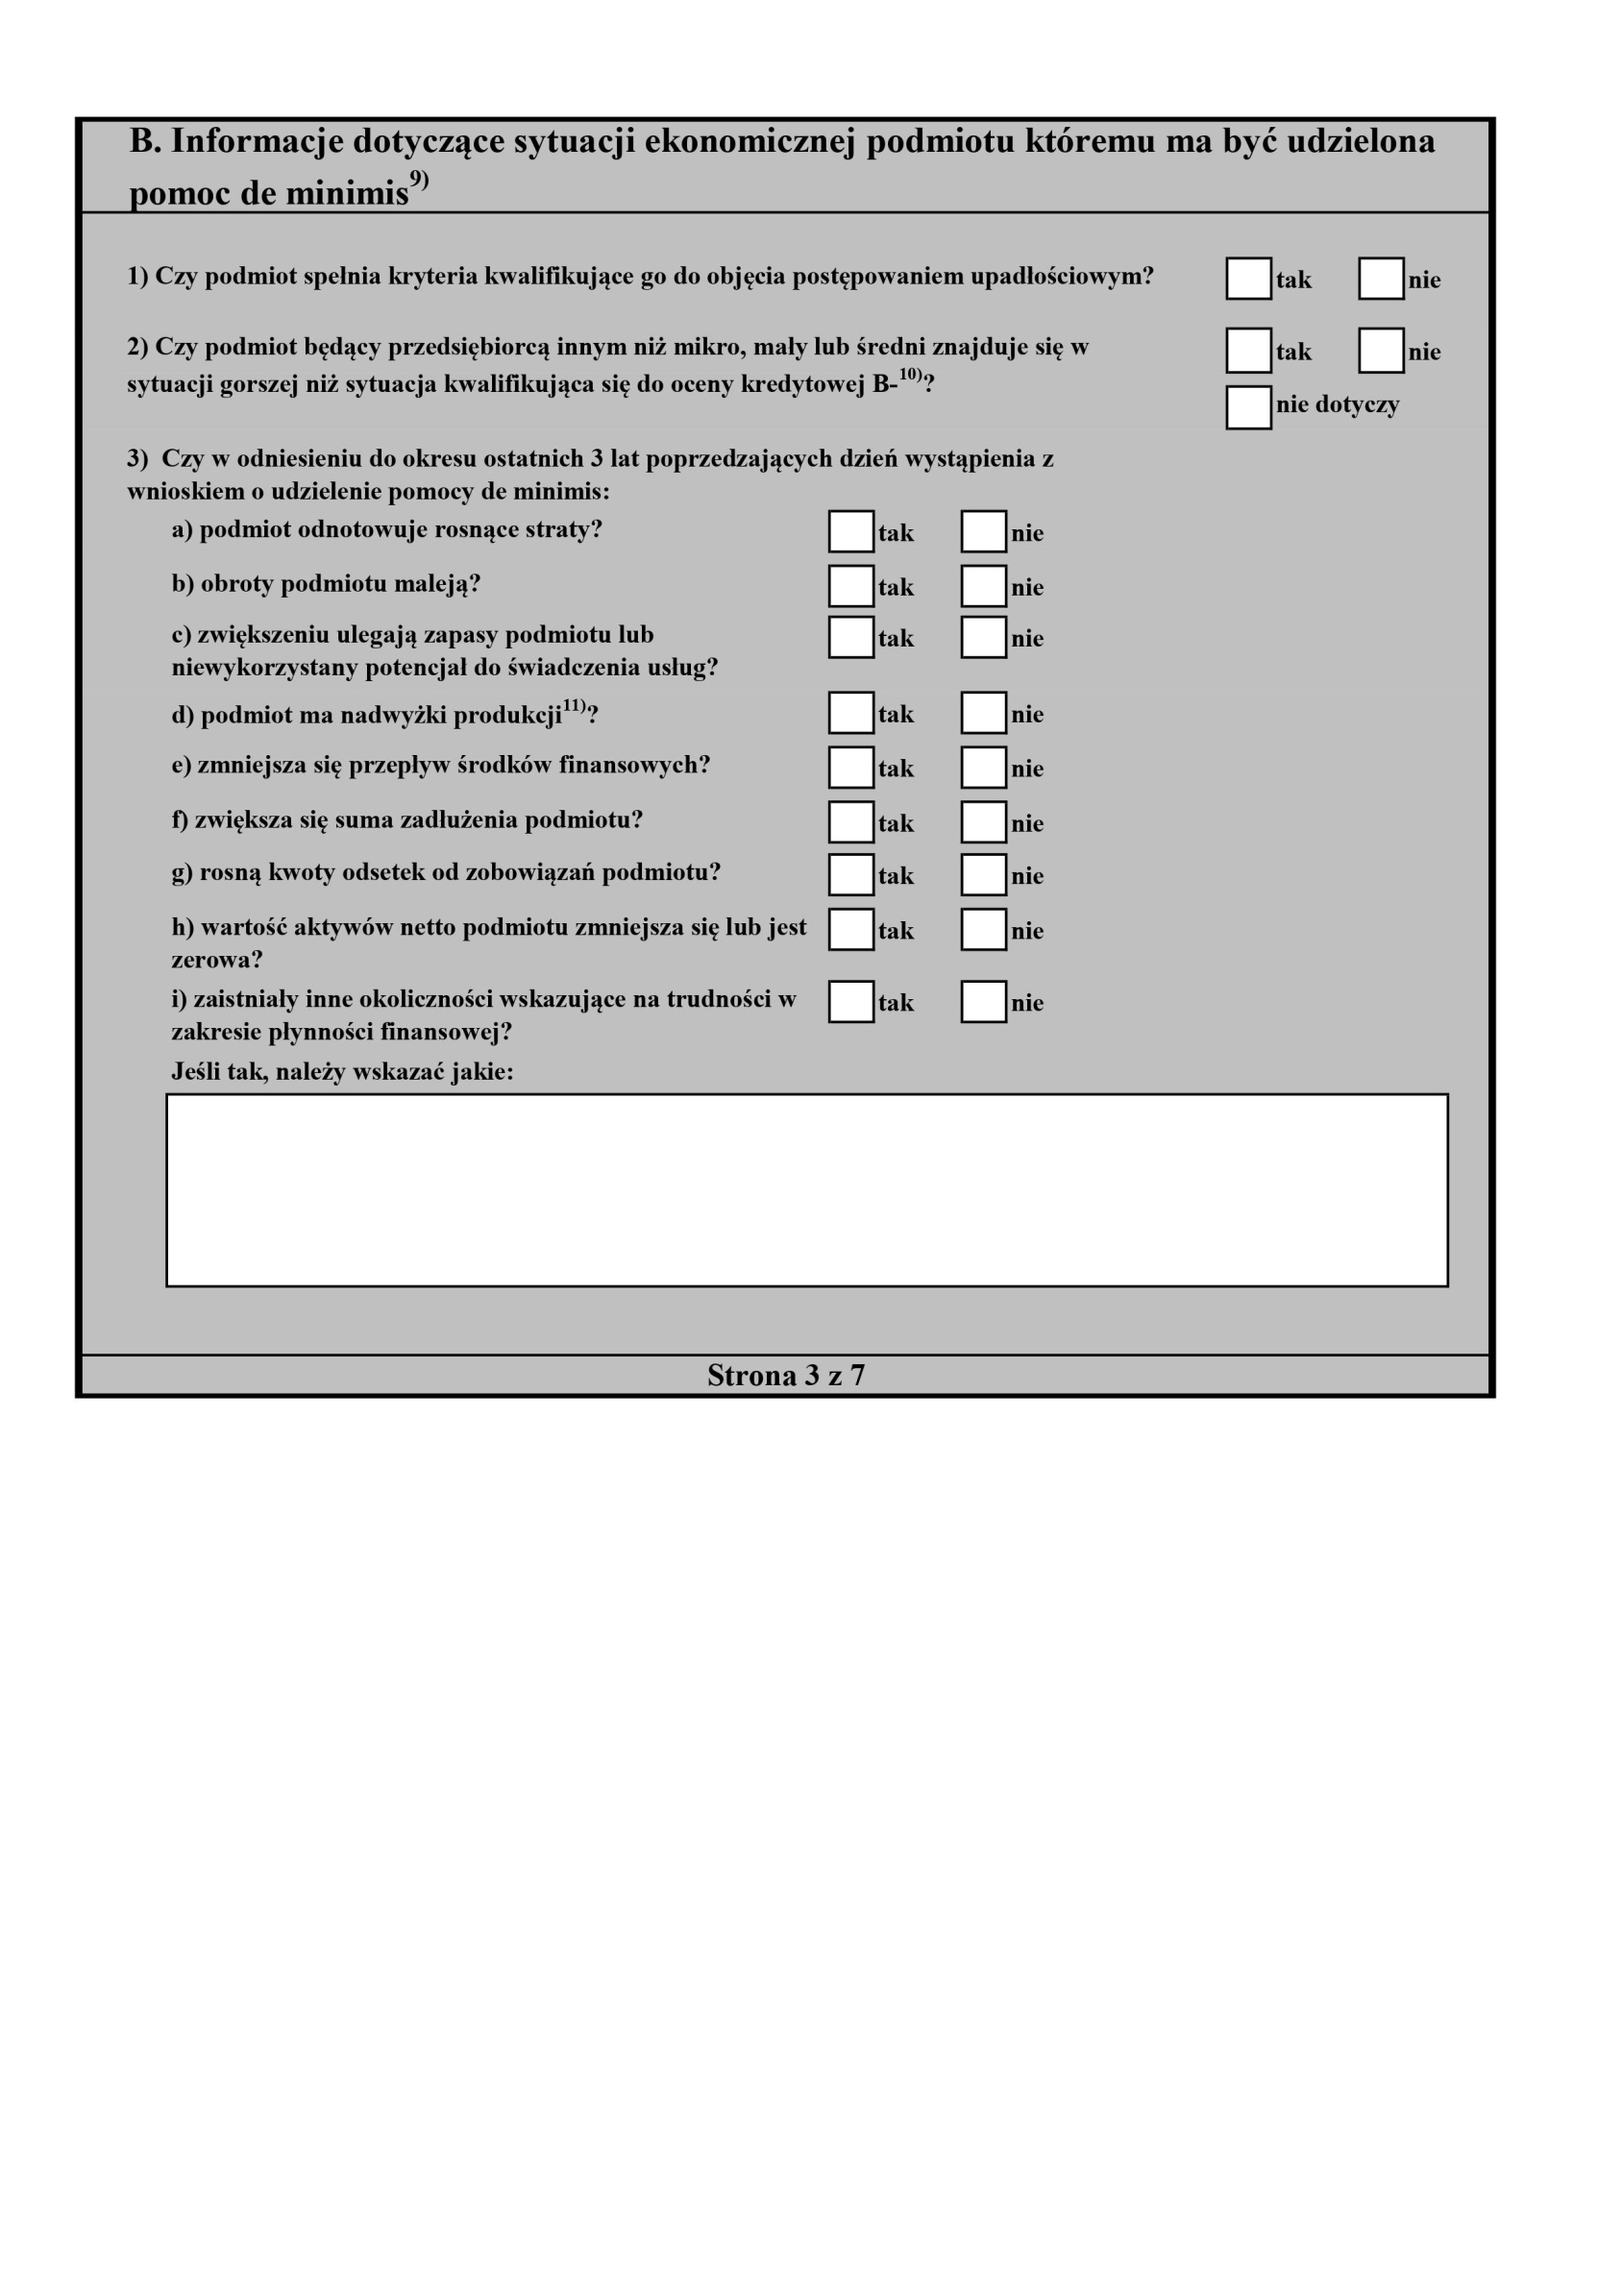 B. Informacje dotyczące sytuacji ekonomicznej podmiotu któremu ma być udzielona
pomoc de minimis9)
1) Czy podmiot spełnia kryteria kwalifikujące go do objęcia postępowaniem upadłościowym? tak nie
2) Czy podmiot będący przedsiębiorcą innym niż mikro, mały lub średni znajduje się w tak nie
sytuacji gorszej niż sytuacja kwalifikująca się do oceny kredytowej B-10)?
nie dotyczy
3) Czy w odniesieniu do okresu ostatnich 3 lat poprzedzających dzień wystąpienia z
wnioskiem o udzielenie pomocy de minimis:
a) podmiot odnotowuje rosnące straty? tak nie
b) obroty podmiotu maleją? tak nie
c) zwiększeniu ulegają zapasy podmiotu lub tak nie
niewykorzystany potencjał do świadczenia usług?
d) podmiot ma nadwyżki produkcji11)? tak nie
e) zmniejsza się przepływ środków finansowych? tak nie
f) zwiększa się suma zadłużenia podmiotu? tak nie
g) rosną kwoty odsetek od zobowiązań podmiotu? tak nie
h) wartość aktywów netto podmiotu zmniejsza się lub jest tak nie
zerowa?
i) zaistniały inne okoliczności wskazujące na trudności w tak nie
zakresie płynności finansowej?
Jeśli tak, należy wskazać jakie:
Strona 3 z 7